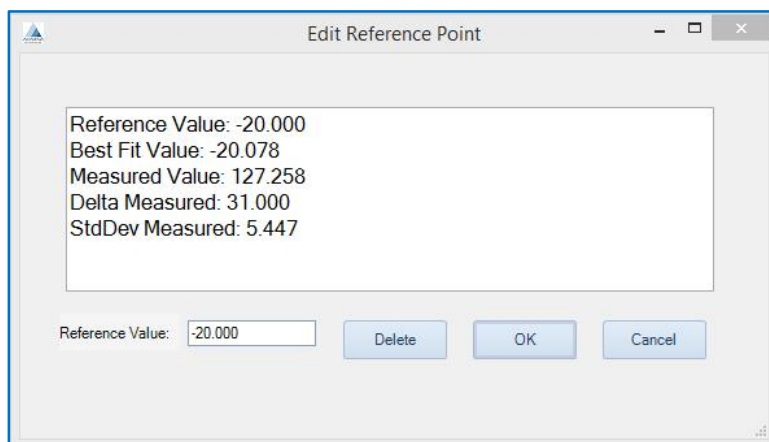 Edit Reference Point
Reference Value: -20.000
Best Fit Value: -20.078
Measured Value: 127.258
Delta Measured: 31.000
StdDev Measured: 5.447
Reference Value: -20.000 Delete OK Cancel